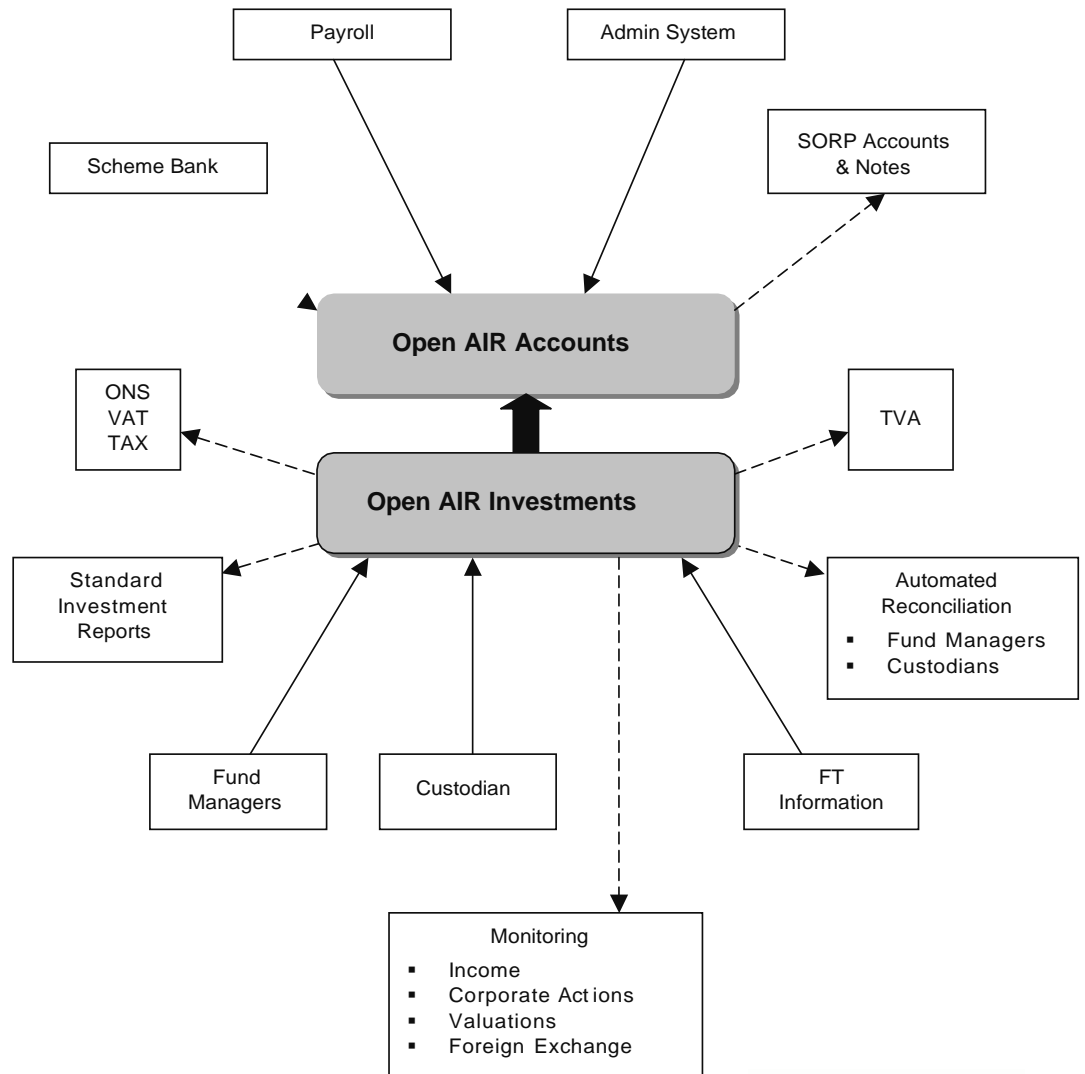 Payroll
Admin System
SORP Accounts
& Notes
Scheme Bank
Open AIR Accounts
ONS
VAT
TAX
TVA
Open AIR Investments
Standard
Investment
Reports
Automated
Reconciliation
▪ Fund Managers
▪ Custodians
Fund
Managers
Custodian
FT
Information
Monitoring
▪ Income
▪ Corporate Actions
▪ Valuations
▪ Foreign Exchange